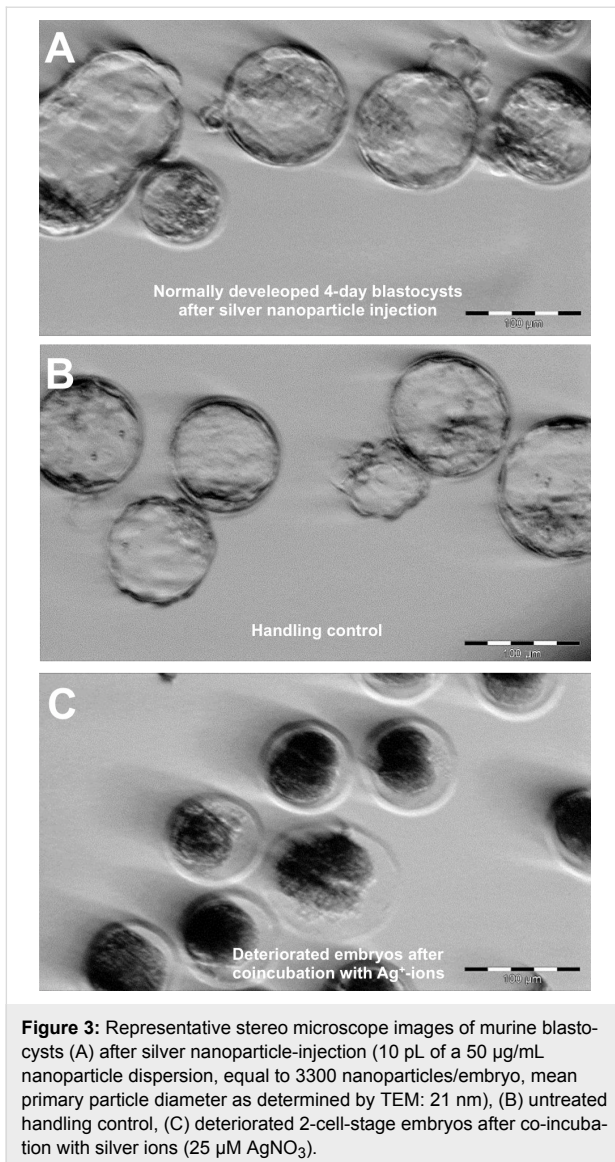 A
Normally develeoped 4-day blastocysts
after silver nanoparticle injection
100 µm
B
Handling control
100 µm
C
Deteriorated embryos after
coincubation with Ag⁺-ions
100 µm
Figure 3: Representative stereo microscope images of murine blasto-
cysts (A) after silver nanoparticle-injection (10 pL of a 50 µg/mL
nanoparticle dispersion, equal to 3300 nanoparticles/embryo, mean
primary particle diameter as determined by TEM: 21 nm), (B) untreated
handling control, (C) deteriorated 2-cell-stage embryos after co-incuba-
tion with silver ions (25 µM AgNO₃).